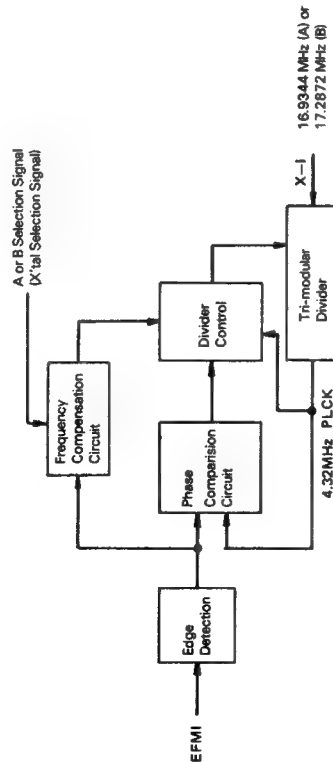 A or B Selection Signal
(X'tal Selection Signal)
Frequency
Compensation
Circuit
EFMI
Edge
Detection
Phase
Comparision
Circuit
Divider
Control
Tri-modular
Divider
X-I
16.9344 MHz (A) or
17.2872 MHz (B)
4.32MHz PLCK